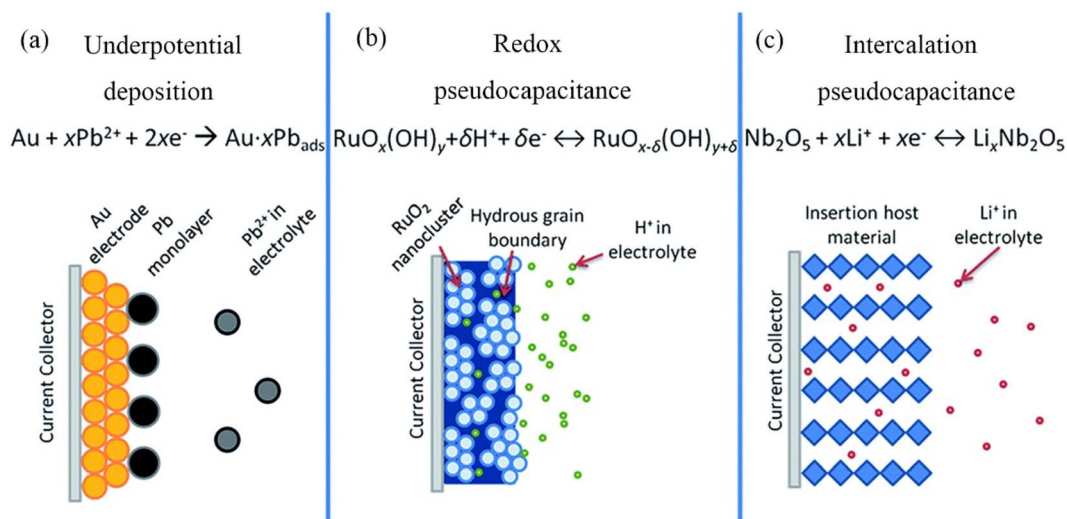 (a)
Underpotential
deposition
Au + xPb²⁺ + 2xe⁻ → Au·xPb_ads
Au
electrode
Pb
monolayer
Pb²⁺ in
electrolyte
Current Collector
(b)
Redox
pseudocapacitance
RuOₓ(OH)ᵧ+δH⁺+ δe⁻ ↔ RuOₓ₋δ(OH)ᵧ₊δ
RuO₂
nanocluster
Hydrous grain
boundary
H⁺ in
electrolyte
Current Collector
(c)
Intercalation
pseudocapacitance
Nb₂O₅ + xLi⁺ + xe⁻ ↔ LiₓNb₂O₅
Insertion host
material
Li⁺ in
electrolyte
Current Collector